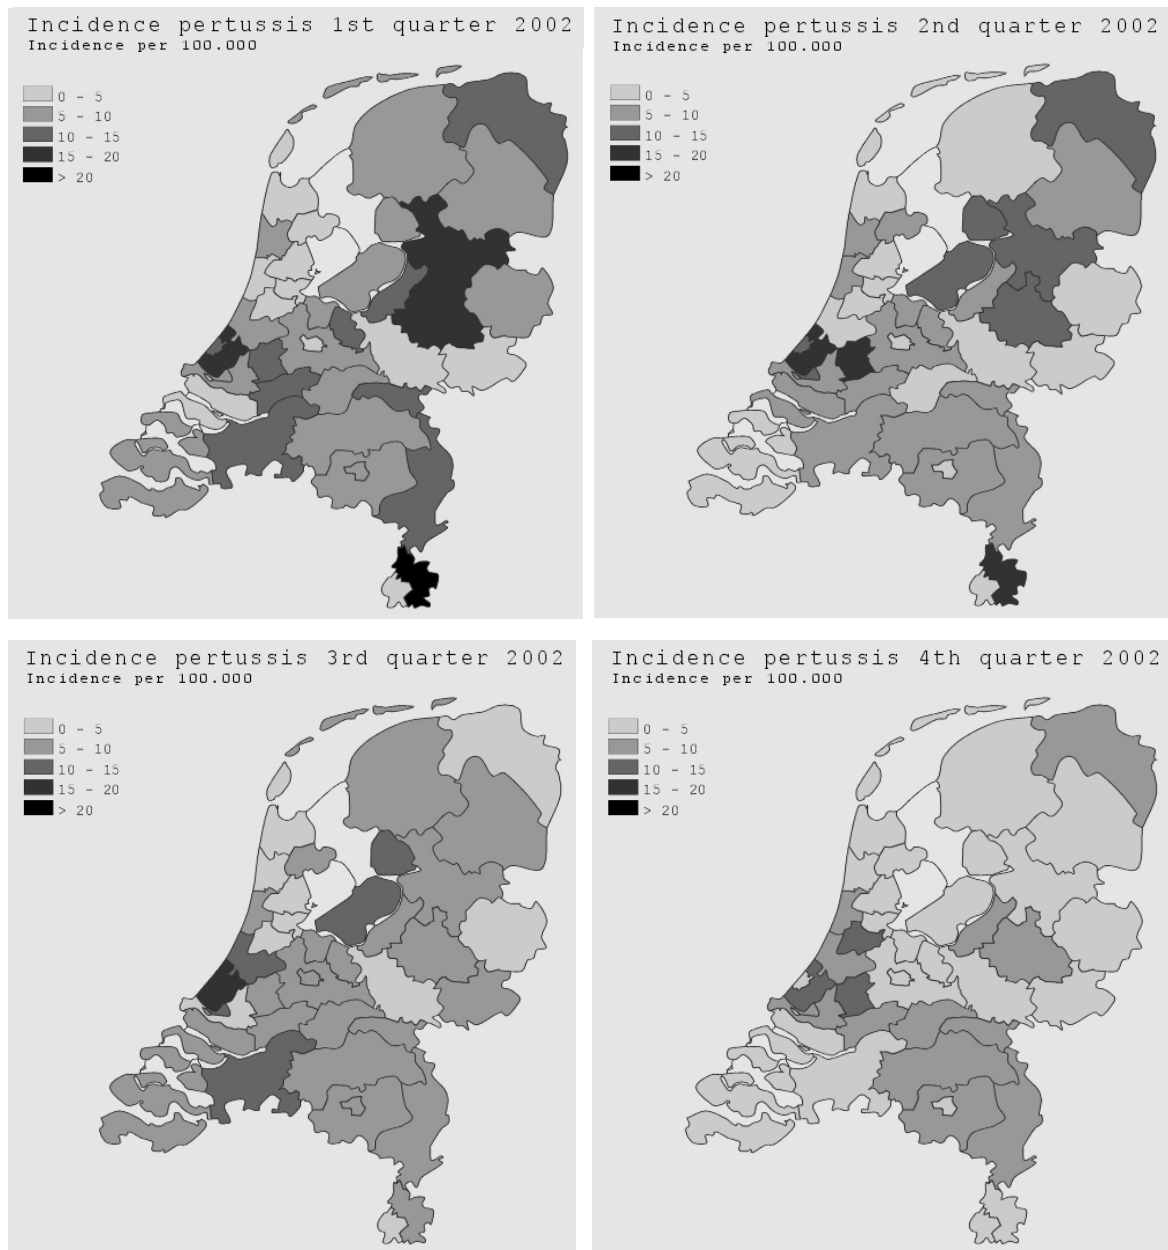 Incidence pertussis 1st quarter 2002
Incidence per 100.000
0 - 5
5 - 10
10 - 15
15 - 20
> 20
Incidence pertussis 2nd quarter 2002
Incidence per 100.000
0 - 5
5 - 10
10 - 15
15 - 20
> 20
Incidence pertussis 3rd quarter 2002
Incidence per 100.000
0 - 5
5 - 10
10 - 15
15 - 20
> 20
Incidence pertussis 4th quarter 2002
Incidence per 100.000
0 - 5
5 - 10
10 - 15
15 - 20
> 20